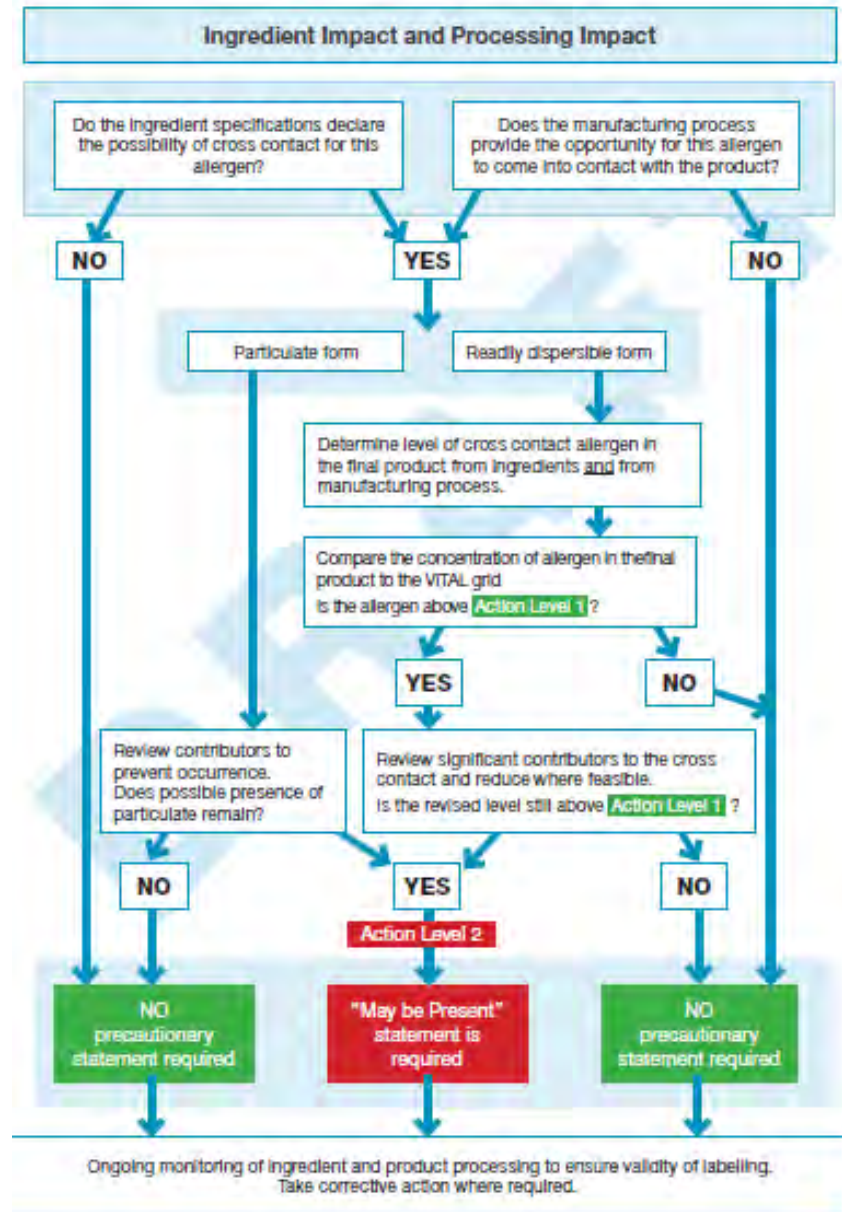 Ingredient Impact and Processing Impact
Do the ingredient specifications declare
the possibility of cross contact for this
allergen?
Does the manufacturing process
provide the opportunity for this allergen
to come into contact with the product?
NO
YES
NO
Particulate form
Readily dispersible form
Determine level of cross contact allergen in
the final product from ingredients and from
manufacturing process.
Compare the concentration of allergen in thefinal
product to the VITAL grid
Is the allergen above Action Level 1 ?
YES
NO
Review contributors to
prevent occurrence.
Does possible presence of
particulate remain?
Review significant contributors to the cross
contact and reduce where feasible.
Is the revised level still above Action Level 1 ?
NO
YES
NO
Action Level 2
NO
precautionary
statement required
"May be Present"
statement is
required
NO
precautionary
statement required
Ongoing monitoring of ingredient and product processing to ensure validity of labelling.
Take corrective action where required.